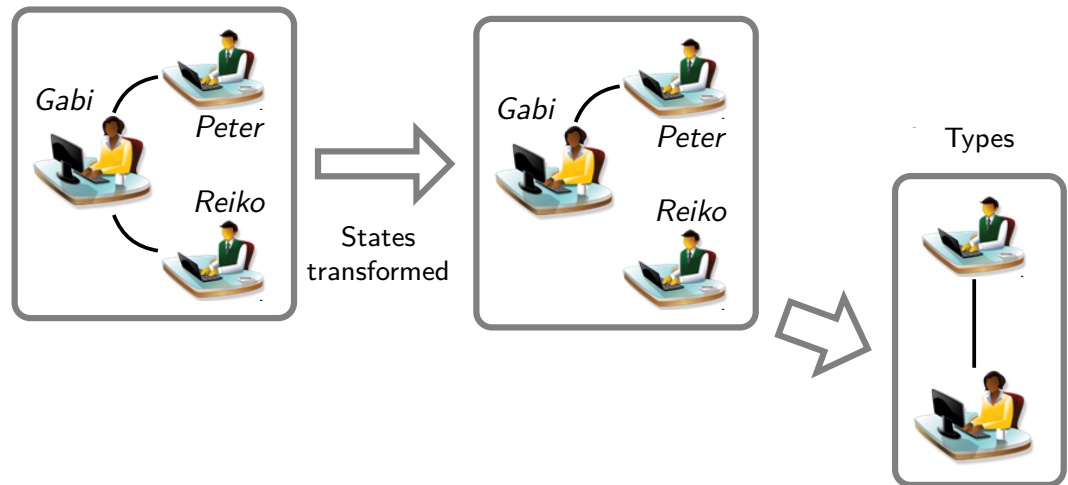 Gabi
Peter
Reiko
States
transformed
Gabi
Peter
Reiko
Types